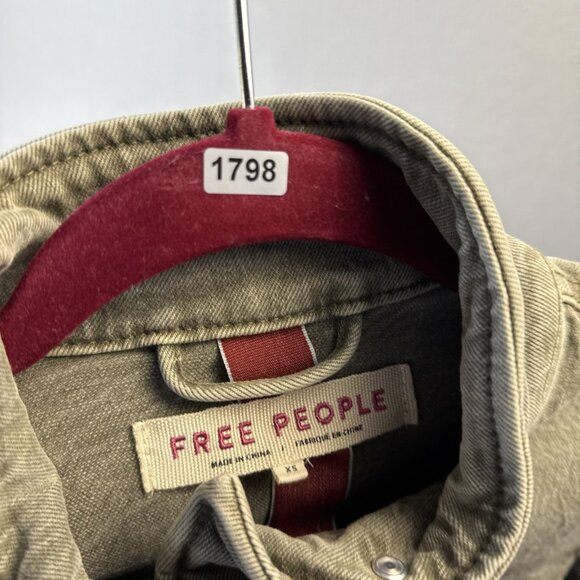 1798
FREE PEOPLE
MADE IN CHINA | FABRIQUÉ EN CHINE
XS